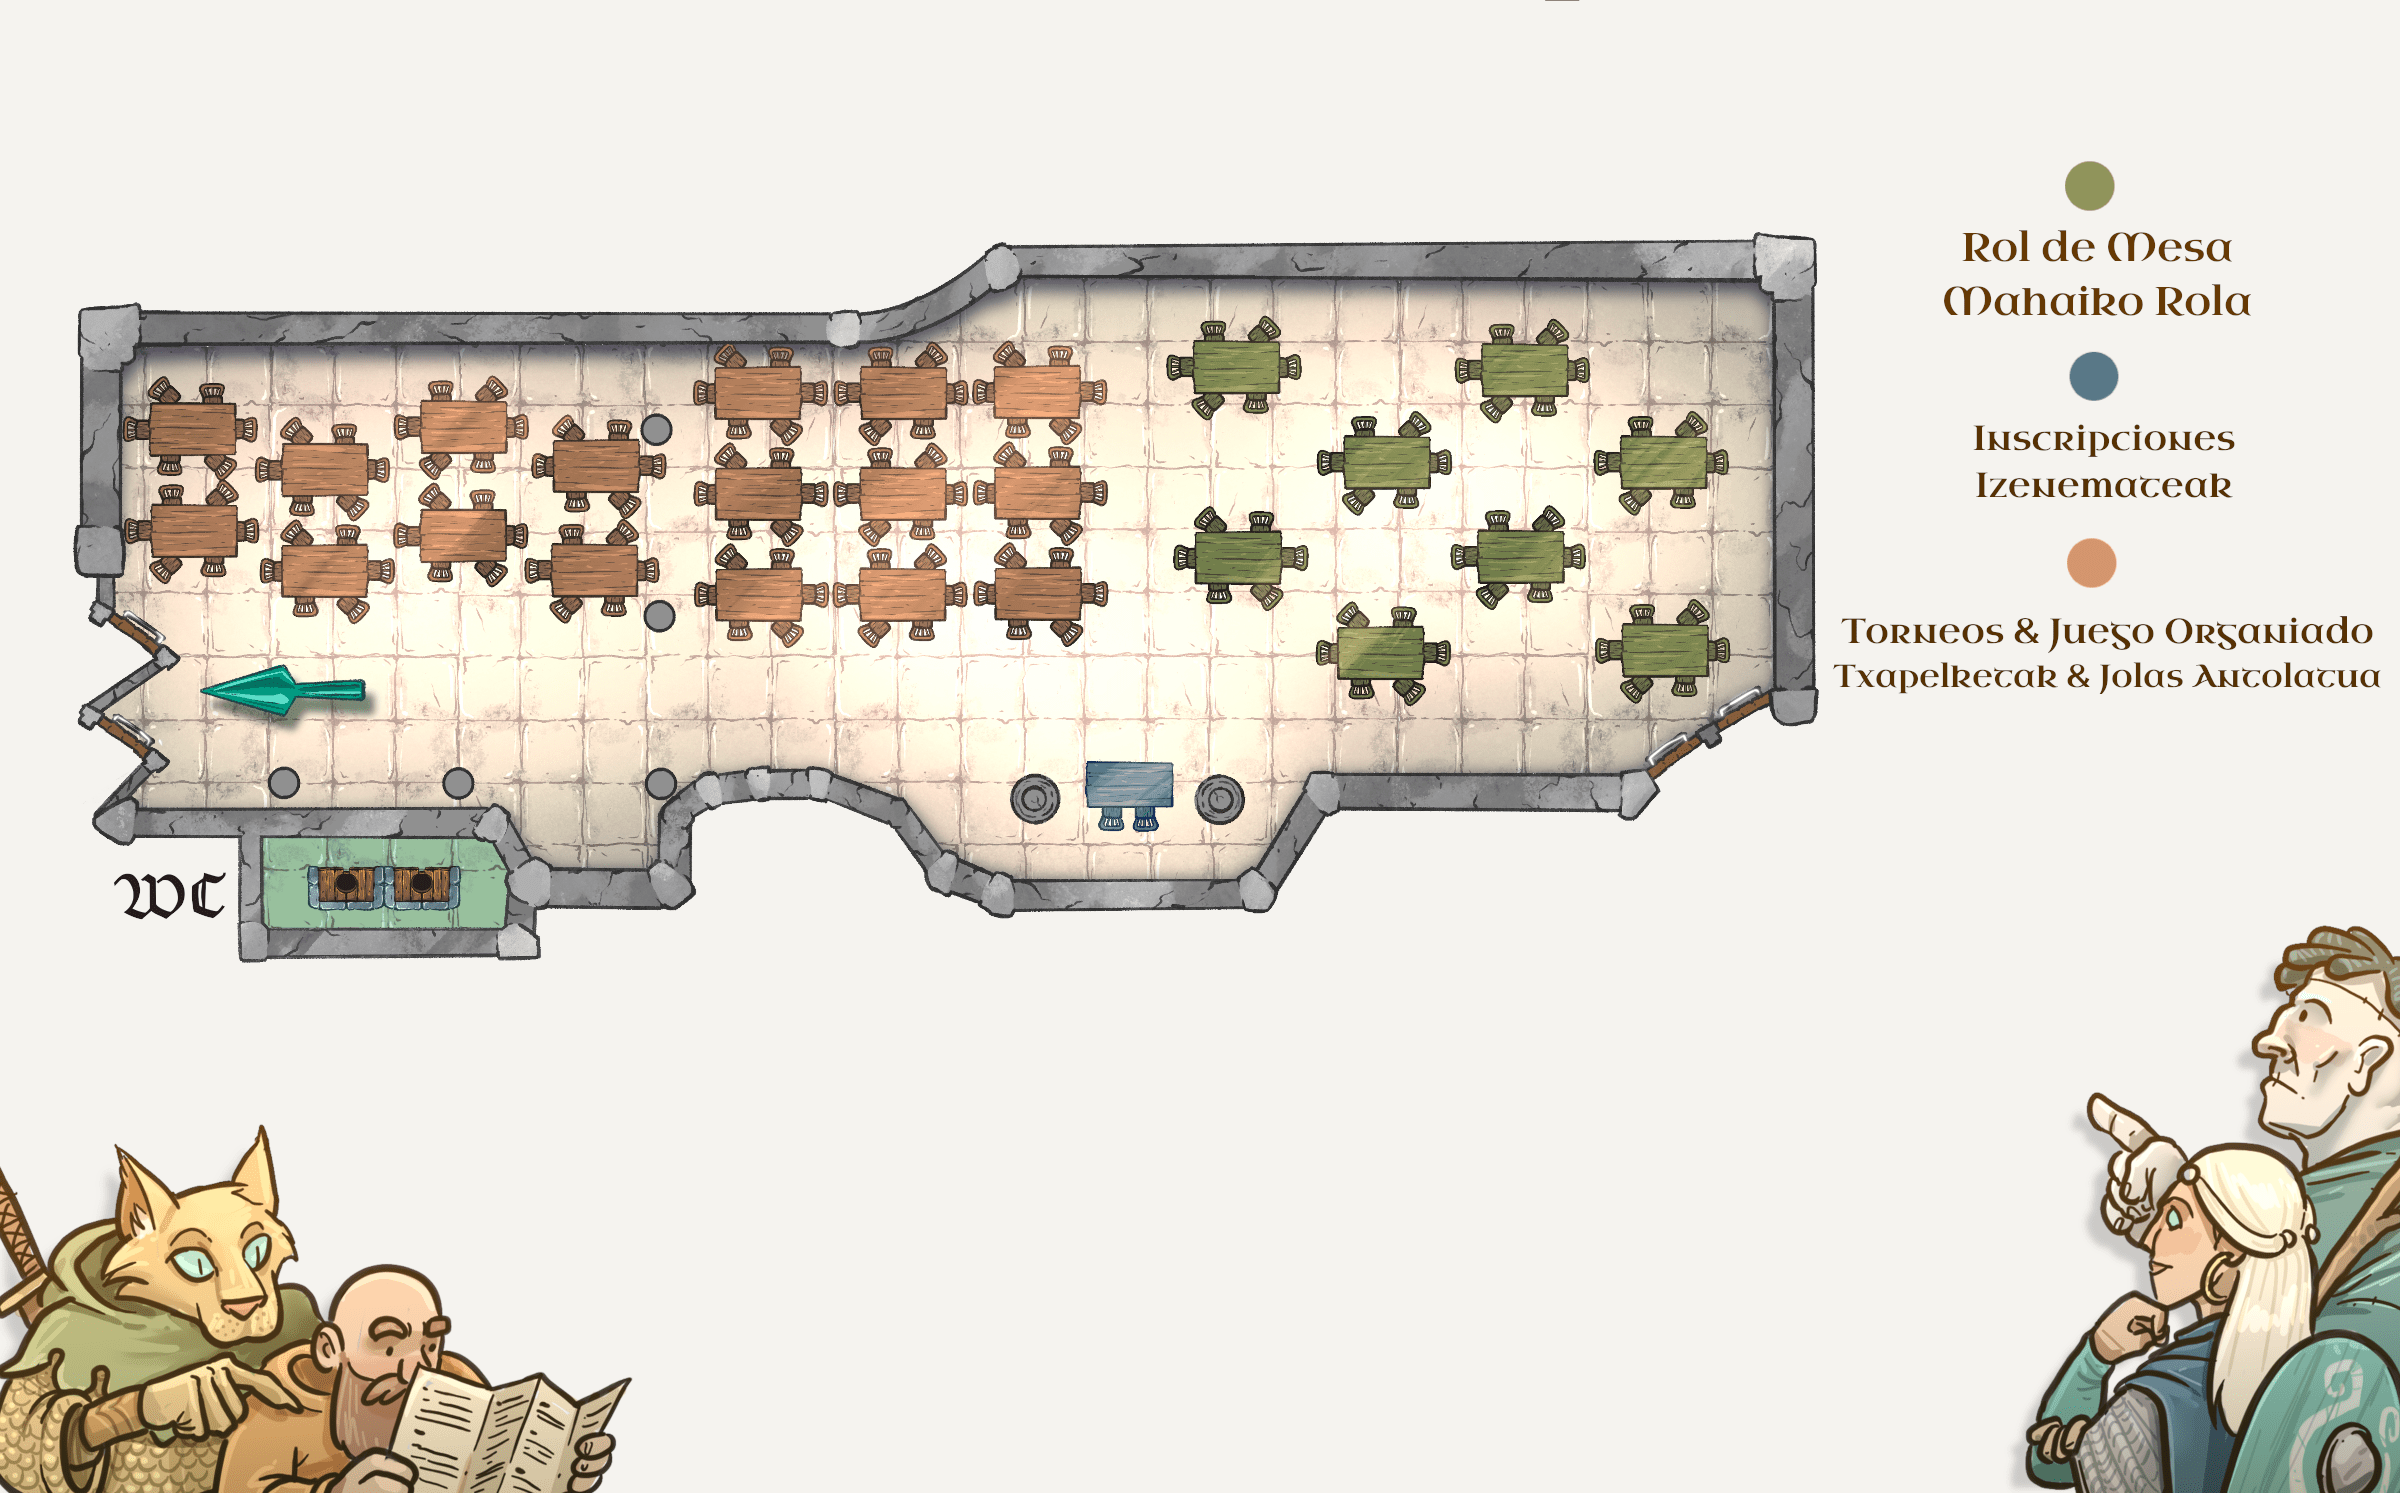 Rol de Mesa
Mahaiko Rola
Inscripciones
Izenemateak
Torneos & Juego Organiado
Txapelketak & Jolas Antolatua
WC